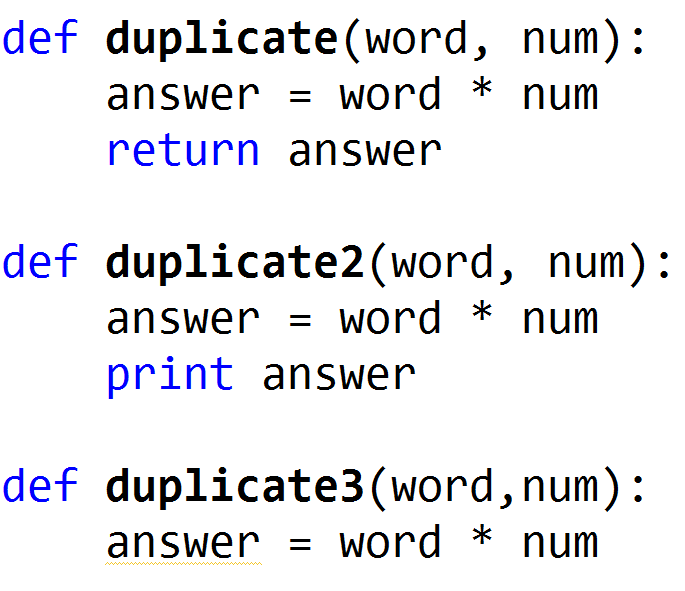 def duplicate(word, num):
    answer = word * num
    return answer

def duplicate2(word, num):
    answer = word * num
    print answer

def duplicate3(word,num):
    answer = word * num